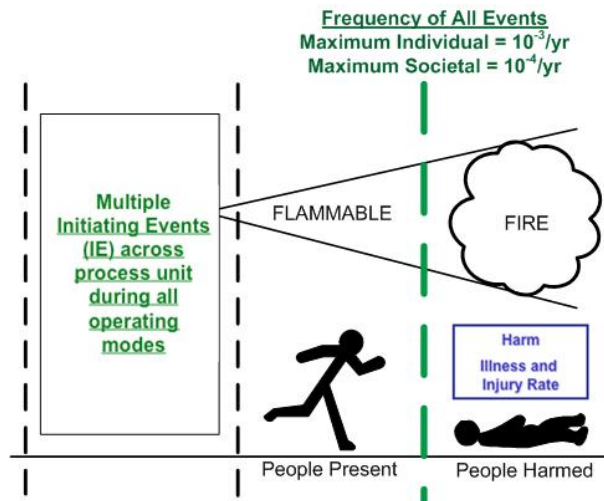 Frequency of All Events
Maximum Individual = 10⁻³/yr
Maximum Societal = 10⁻⁴/yr
Multiple
Initiating Events
(IE) across
process unit
during all
operating
modes
FLAMMABLE
FIRE
Harm
Illness and
Injury Rate
People Present
People Harmed